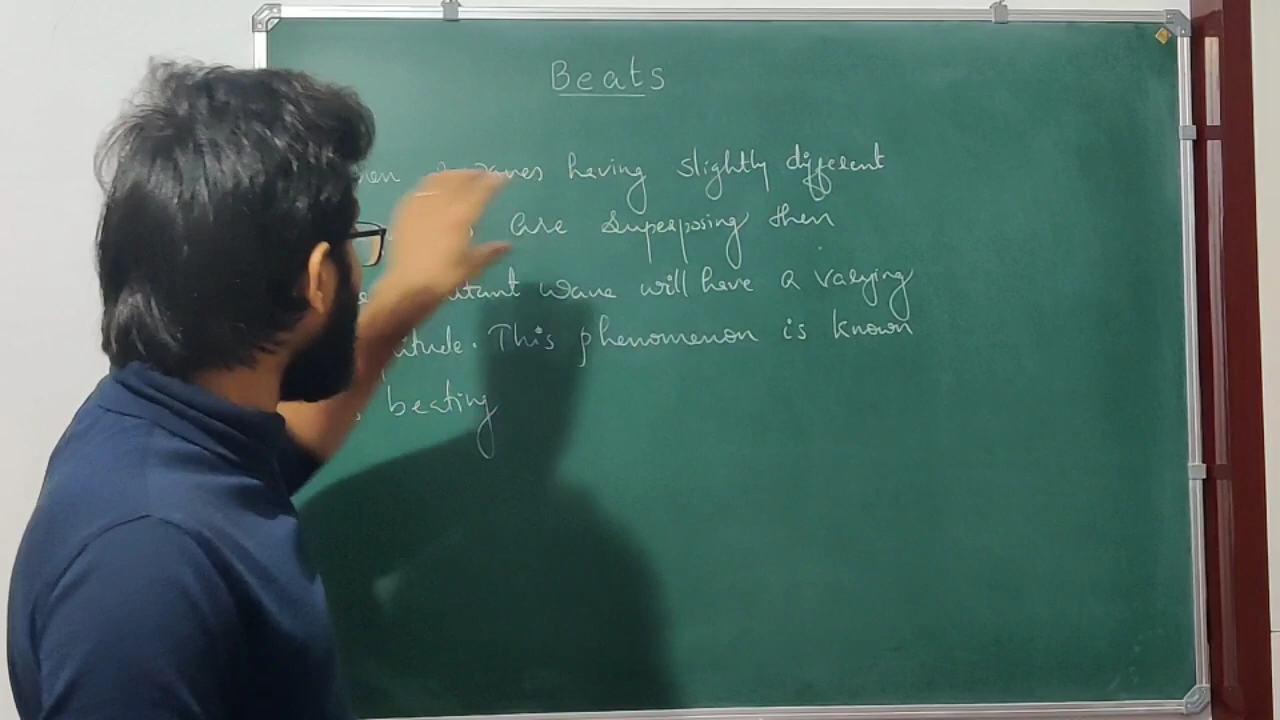 Beats
waves having slightly different
are superposing then
wave will have a varying
This phenomenon is known
beating